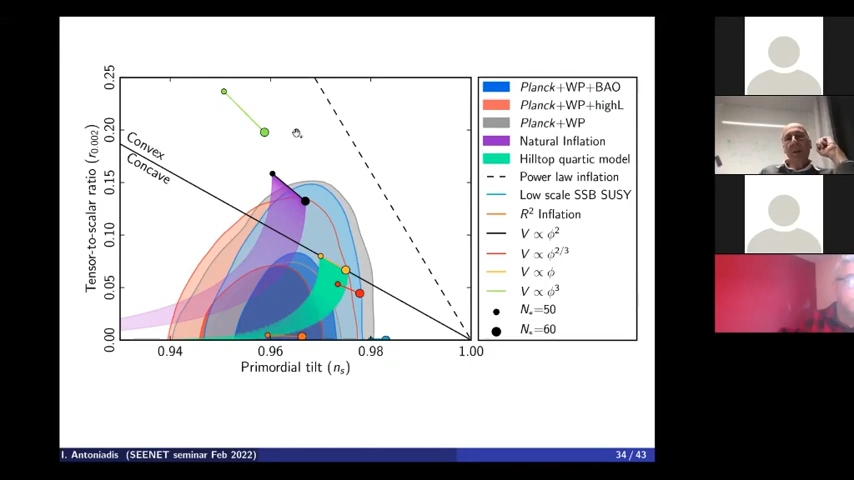 0.25
0.20
0.15
0.10
0.05
0.00
Tensor-to-scalar ratio (r0.002)
Convex
Concave
0.94
0.96
0.98
1.00
Primordial tilt (ns)
Planck+WP+BAO
Planck+WP+highL
Planck+WP
Natural Inflation
Hilltop quartic model
Power law inflation
Low scale SSB SUSY
R² Inflation
V ∝ ϕ²
V ∝ ϕ^2/3
V ∝ ϕ
V ∝ ϕ³
N*=50
N*=60
I. Antoniadis (SEENET seminar Feb 2022)
34 / 43